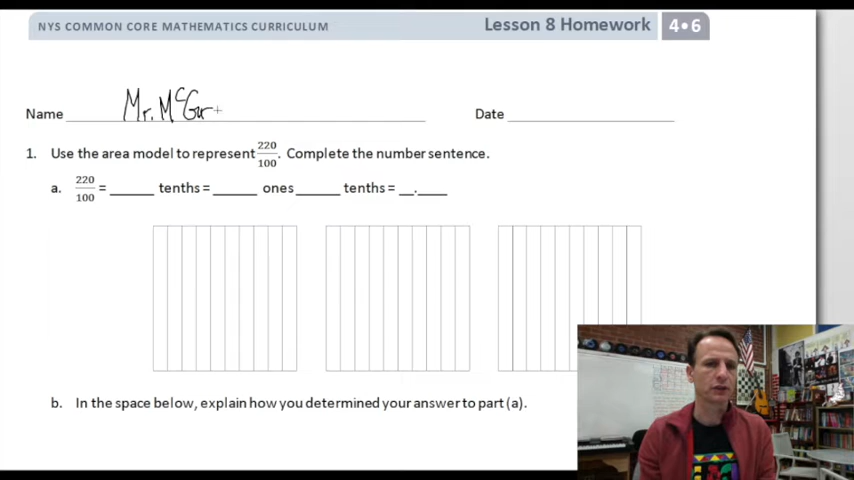 NYS COMMON CORE MATHEMATICS CURRICULUM Lesson 8 Homework 4•6
Name Mr. McGur Date
1. Use the area model to represent 220/100. Complete the number sentence.
a. 220/100 = ______ tenths = ______ ones ______ tenths = __.____
b. In the space below, explain how you determined your answer to part (a).